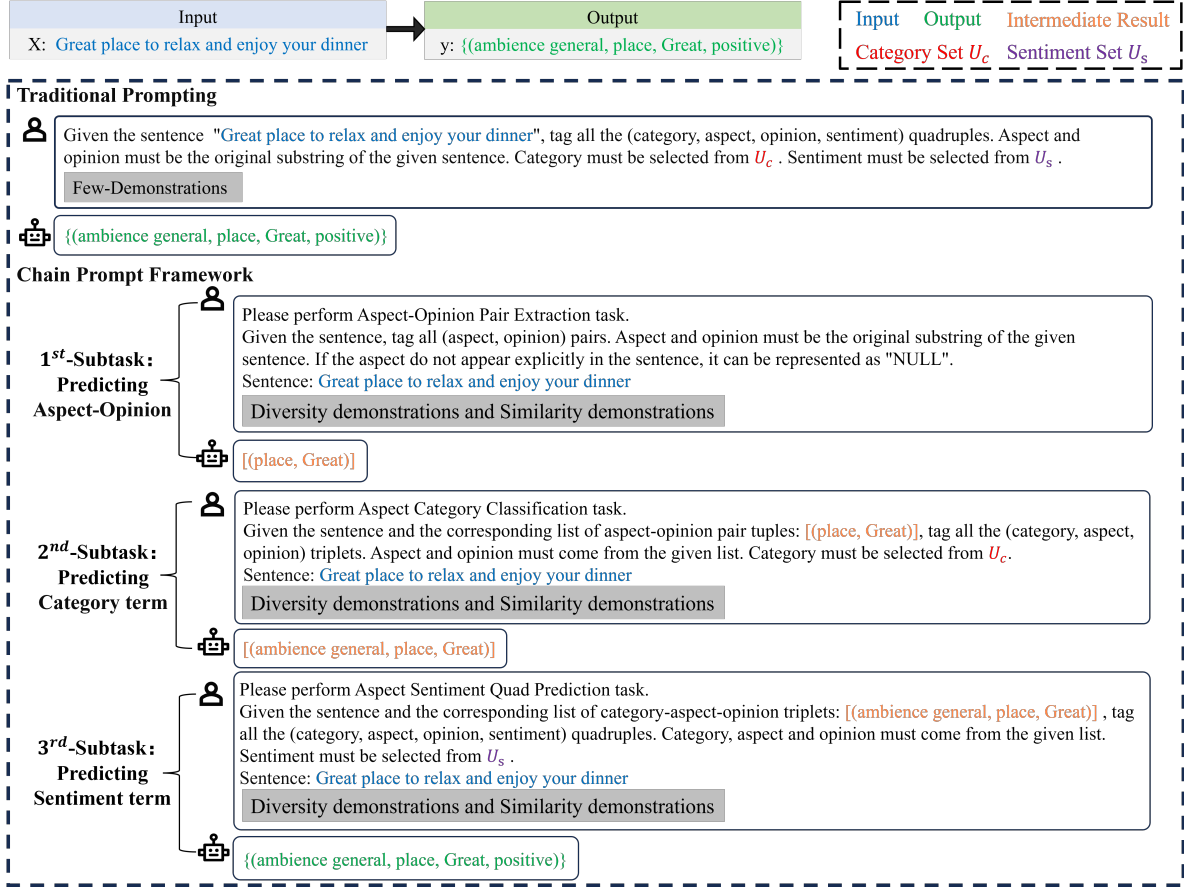 Input
Output
Input Output Intermediate Result
X: Great place to relax and enjoy your dinner
y: {(ambience general, place, Great, positive)}
Category Set U_c Sentiment Set U_s
Traditional Prompting
Given the sentence "Great place to relax and enjoy your dinner", tag all the (category, aspect, opinion, sentiment) quadruples. Aspect and
opinion must be the original substring of the given sentence. Category must be selected from U_c . Sentiment must be selected from U_s .
Few-Demonstrations
{(ambience general, place, Great, positive)}
Chain Prompt Framework
1st-Subtask:
Predicting
Aspect-Opinion
Please perform Aspect-Opinion Pair Extraction task.
Given the sentence, tag all (aspect, opinion) pairs. Aspect and opinion must be the original substring of the given
sentence. If the aspect do not appear explicitly in the sentence, it can be represented as "NULL".
Sentence: Great place to relax and enjoy your dinner
Diversity demonstrations and Similarity demonstrations
[(place, Great)]
2nd-Subtask:
Predicting
Category term
Please perform Aspect Category Classification task.
Given the sentence and the corresponding list of aspect-opinion pair tuples: [(place, Great)], tag all the (category, aspect,
opinion) triplets. Aspect and opinion must come from the given list. Category must be selected from U_c.
Sentence: Great place to relax and enjoy your dinner
Diversity demonstrations and Similarity demonstrations
[(ambience general, place, Great)]
3rd-Subtask:
Predicting
Sentiment term
Please perform Aspect Sentiment Quad Prediction task.
Given the sentence and the corresponding list of category-aspect-opinion triplets: [(ambience general, place, Great)] , tag
all the (category, aspect, opinion, sentiment) quadruples. Category, aspect and opinion must come from the given list.
Sentiment must be selected from U_s .
Sentence: Great place to relax and enjoy your dinner
Diversity demonstrations and Similarity demonstrations
{(ambience general, place, Great, positive)}